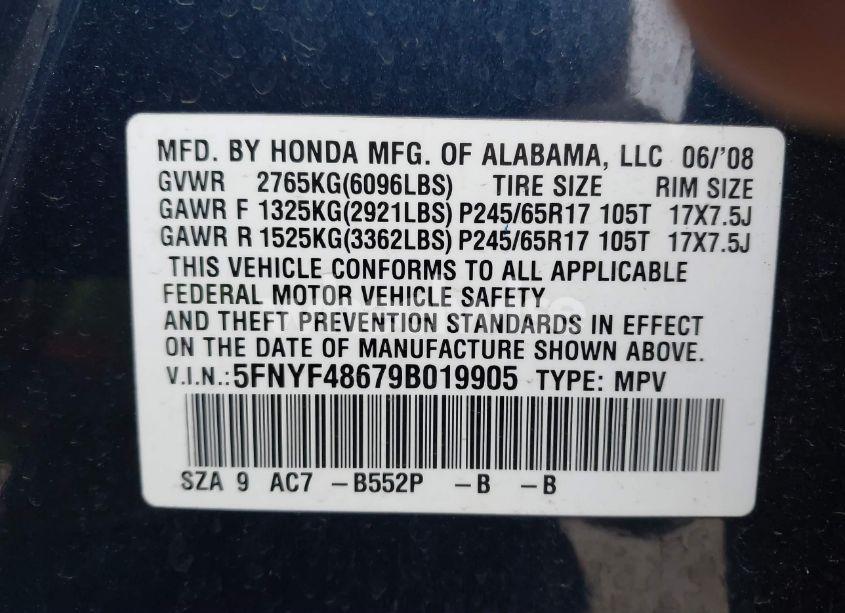 MFD. BY HONDA MFG. OF ALABAMA, LLC 06/'08
GVWR 2765KG(6096LBS) TIRE SIZE RIM SIZE
GAWR F 1325KG(2921LBS) P245/65R17 105T 17X7.5J
GAWR R 1525KG(3362LBS) P245/65R17 105T 17X7.5J
THIS VEHICLE CONFORMS TO ALL APPLICABLE
FEDERAL MOTOR VEHICLE SAFETY
AND THEFT PREVENTION STANDARDS IN EFFECT
ON THE DATE OF MANUFACTURE SHOWN ABOVE.
V.I.N.:5FNYF48679B019905 TYPE: MPV
SZA 9 AC7 –B552P –B –B